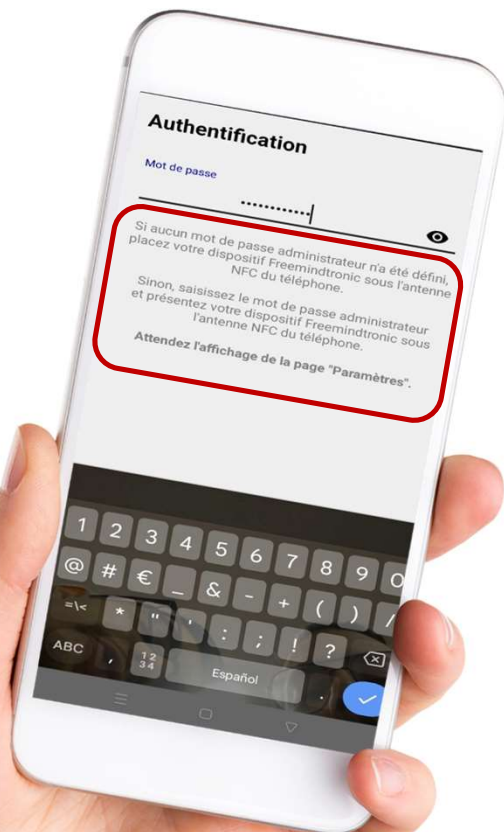 Authentification
Mot de passe
............
Si aucun mot de passe administrateur n'a été défini,
placez votre dispositif Freemindtronic sous l'antenne
NFC du téléphone.
Sinon, saisissez le mot de passe administrateur
et présentez votre dispositif Freemindtronic sous
l'antenne NFC du téléphone.
Attendez l'affichage de la page "Paramètres".
1 2 3 4 5 6 7 8 9 0
@ # € _ & - + ( ) /
=\< * " ' : ; ! ?
ABC , 12 34 Español .